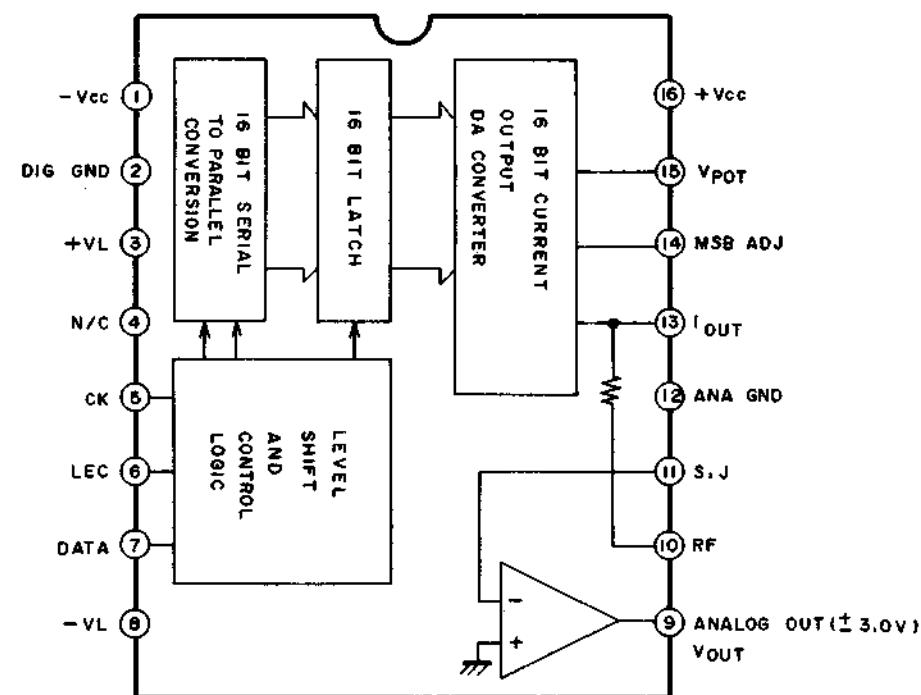 -Vcc 1
DIG GND 2
+VL 3
N/C 4
CK 5
LEC 6
DATA 7
-VL 8
16 BIT SERIAL
TO PARALLEL
CONVERSION
16 BIT LATCH
16 BIT CURRENT
OUTPUT
DA CONVERTER
LEVEL
SHIFT
AND
CONTROL
LOGIC
16 +Vcc
15 VPOT
14 MSB ADJ
13 IOUT
12 ANA GND
11 S.J
10 RF
9 ANALOG OUT (± 3.0V)
VOUT
-
+